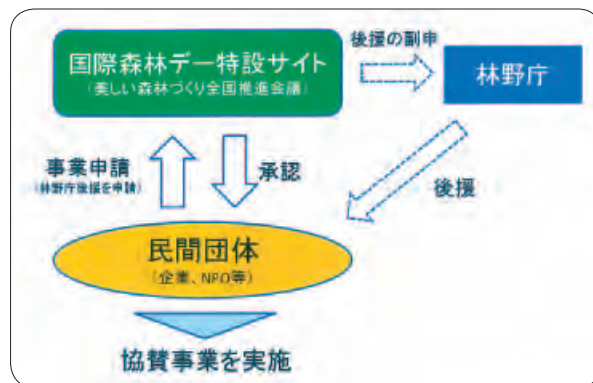 国際森林デー特設サイト
(美しい森林づくり全国推進会議)
後援の副申
林野庁
事業申請
(林野庁後援を申請)
承認
後援
民間団体
(企業、NPO等)
協賛事業を実施